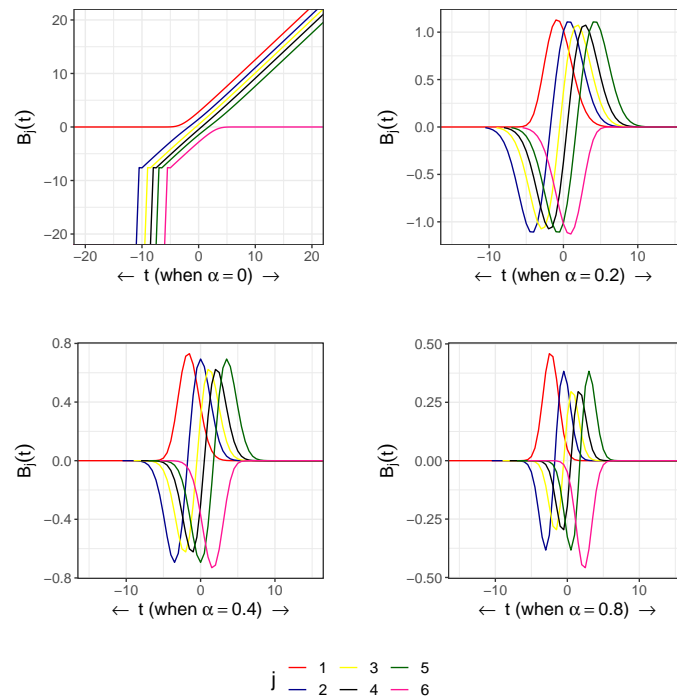 20
10
0
−10
−20
−20 −10 0 10 20
Bj(t)
← t (when α = 0) →
1.0
0.5
0.0
−0.5
−1.0
−10 0 10
Bj(t)
← t (when α = 0.2) →
0.8
0.4
0.0
−0.4
−0.8
−10 0 10
Bj(t)
← t (when α = 0.4) →
0.50
0.25
0.00
−0.25
−0.50
−10 0 10
Bj(t)
← t (when α = 0.8) →
j 1 3 5
2 4 6